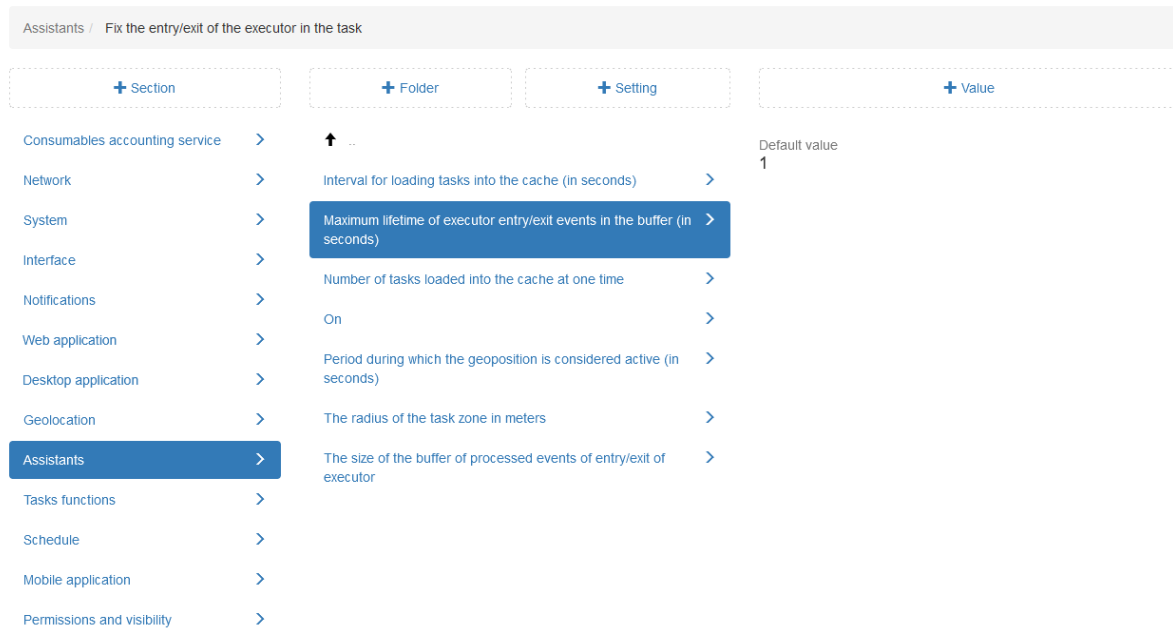 Assistants / Fix the entry/exit of the executor in the task
+ Section
+ Folder
+ Setting
+ Value
Consumables accounting service
Network
System
Interface
Notifications
Web application
Desktop application
Geolocation
Assistants
Tasks functions
Schedule
Mobile application
Permissions and visibility
..
Interval for loading tasks into the cache (in seconds)
Maximum lifetime of executor entry/exit events in the buffer (in
seconds)
Number of tasks loaded into the cache at one time
On
Period during which the geoposition is considered active (in
seconds)
The radius of the task zone in meters
The size of the buffer of processed events of entry/exit of
executor
Default value
1